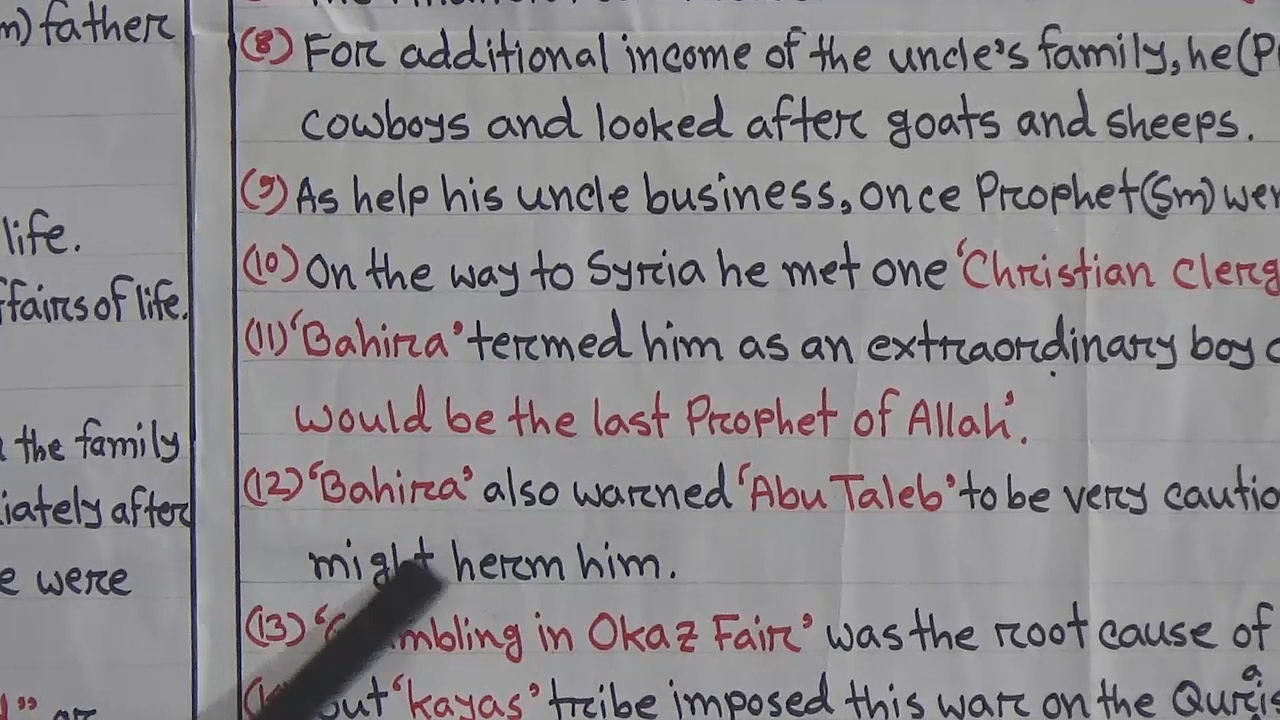 m) father
life.
ffairs of life.
the family
iately after
e were
(8) For additional income of the uncle's family, he (P
cowboys and looked after goats and sheeps.
(9) As help his uncle business, once Prophet (Sm) wer
(10) On the way to Syria he met one 'Christian Clerg
(11) 'Bahira' termed him as an extraordinary boy
would be the last Prophet of Allah'.
(12) 'Bahira' also warned 'Abu Taleb' to be very cautio
might herm him.
(13) mbling in Okaz Fair' was the root cause of
but 'kayas' tribe imposed this war on the Quraish